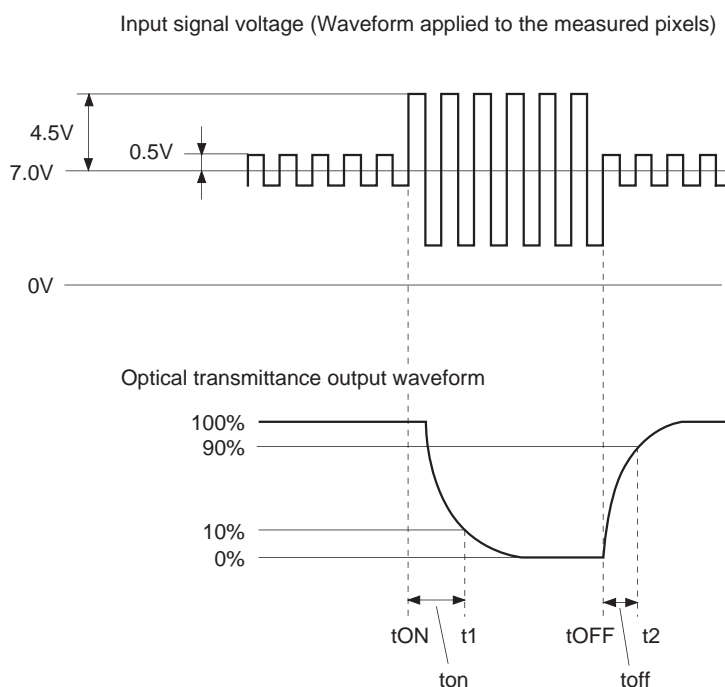 Input signal voltage (Waveform applied to the measured pixels)
4.5V
0.5V
7.0V
0V
Optical transmittance output waveform
100%
90%
10%
0%
tON t1 tOFF t2
ton toff